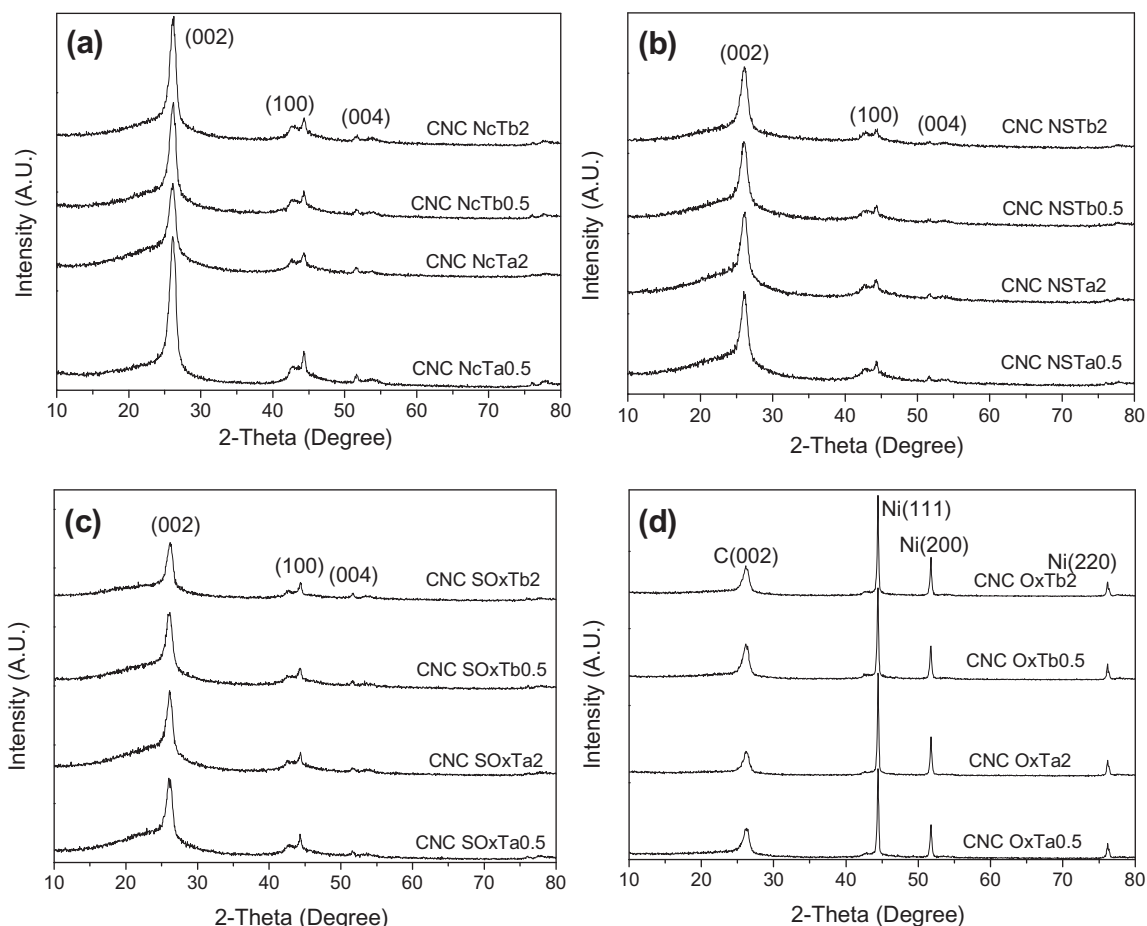 (a)
(002)
(100)
(004)
CNC NcTb2
CNC NcTb0.5
CNC NcTa2
CNC NcTa0.5
Intensity (A.U.)
10 20 30 40 50 60 70 80
2-Theta (Degree)
(b)
(002)
(100)
(004)
CNC NSTb2
CNC NSTb0.5
CNC NSTa2
CNC NSTa0.5
Intensity (A.U.)
10 20 30 40 50 60 70 80
2-Theta (Degree)
(c)
(002)
(100)
(004)
CNC SOxTb2
CNC SOxTb0.5
CNC SOxTa2
CNC SOxTa0.5
Intensity (A.U.)
10 20 30 40 50 60 70 80
2-Theta (Degree)
(d)
Ni(111)
C(002)
Ni(200)
Ni(220)
CNC OxTb2
CNC OxTb0.5
CNC OxTa2
CNC OxTa0.5
Intensity (A.U.)
10 20 30 40 50 60 70 80
2-Theta (Degree)